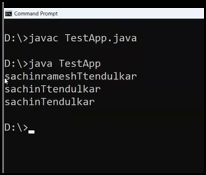 Command Prompt
D:\>javac TestApp.java
D:\>java TestApp
sachinrameshTtendulkar
sachinTtendulkar
sachinTendulkar
D:\>